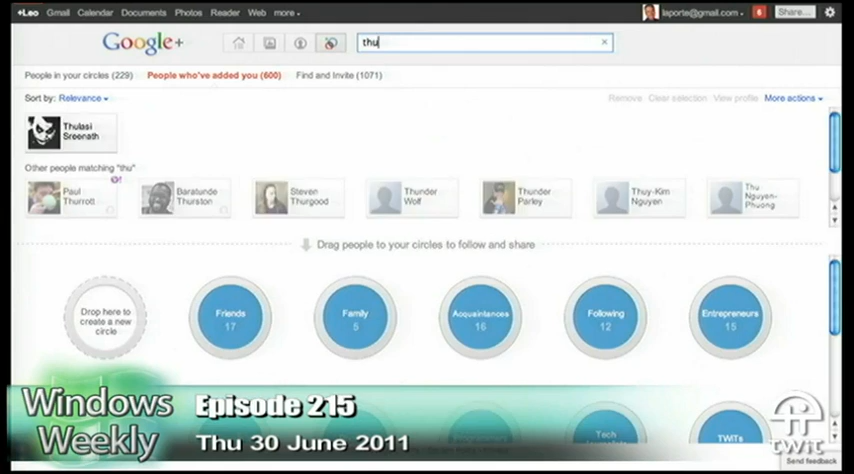 +Leo Gmail Calendar Documents Photos Reader Web more laporte@gmail.com 6 Share...
Google+ thu ×
People in your circles (229) People who've added you (600) Find and Invite (1071)
Sort by: Relevance Remove Clear selection View profile More actions
Thulasi
Sreenath
Other people matching "thu"
Paul
Thurrott
Baratunde
Thurston
Steven
Thurgood
Thunder
Wolf
Thunder
Parley
Thuy-Kim
Nguyen
Thu
Nguyen-
Phuong
Drag people to your circles to follow and share
Drop here to
create a new
circle
Friends
17
Family
5
Acquaintances
16
Following
12
Entrepreneurs
15
Tech
TWiTs
Windows
Weekly
Episode 215
Thu 30 June 2011
twit
Send feedback